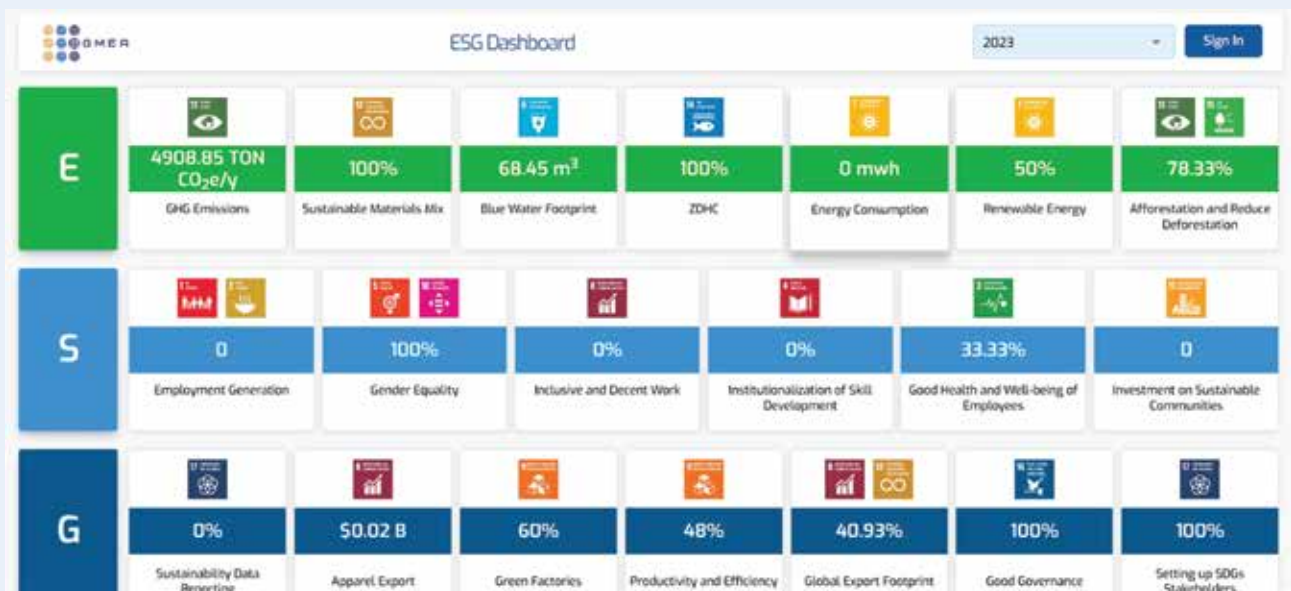 OMER
ESG Dashboard
2023
Sign In
E
4908.85 TON
CO₂e/y
GHG Emissions
100%
Sustainable Materials Mix
68.45 m³
Blue Water Footprint
100%
ZDHC
0 mwh
Energy Consumption
50%
Renewable Energy
78.33%
Afforestation and Reduce
Deforestation
S
0
Employment Generation
100%
Gender Equality
0%
Inclusive and Decent Work
0%
Institutionalization of Skill
Development
33.33%
Good Health and Well-being of
Employees
0
Investment on Sustainable
Communities
G
0%
Sustainability Data
Reporting
$0.02 B
Apparel Export
60%
Green Factories
48%
Productivity and Efficiency
40.93%
Global Export Footprint
100%
Good Governance
100%
Setting up SDGs
Stakeholders